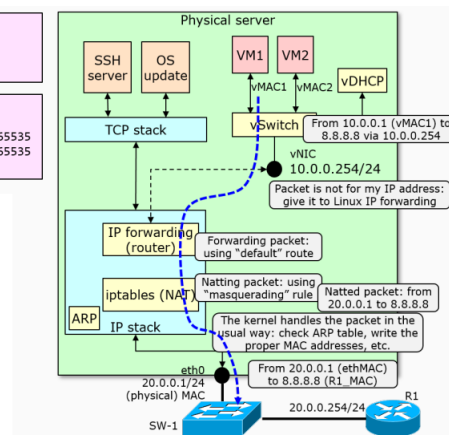 Physical server
65535
65535
SSH
server
OS
update
VM1
VM2
vMAC1
vMAC2
vDHCP
TCP stack
vSwitch
From 10.0.0.1 (vMAC1) to
8.8.8.8 via 10.0.0.254
vNIC
10.0.0.254/24
Packet is not for my IP address:
give it to Linux IP forwarding
IP forwarding
(router)
Forwarding packet:
using “default” route
iptables (NAT)
Natting packet: using
“masquerading” rule
Natted packet: from
20.0.0.1 to 8.8.8.8
ARP
IP stack
The kernel handles the packet in the
usual way: check ARP table, write the
proper MAC addresses, etc.
eth0
20.0.0.1/24
(physical) MAC
From 20.0.0.1 (ethMAC)
to 8.8.8.8 (R1_MAC)
SW-1
20.0.0.254/24
R1